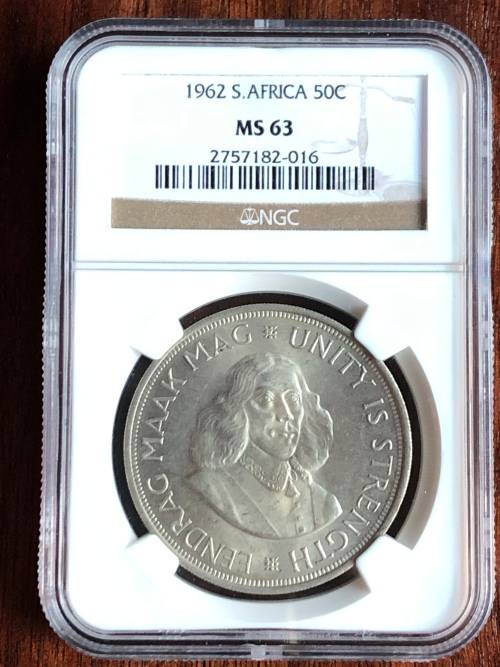 1962 S.AFRICA 50C
MS 63
2757182-016
NGC
EENDRAG MAAK MAG ※ UNITY IS STRENGTH ※